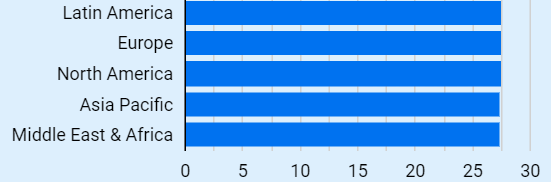 Latin America
Europe
North America
Asia Pacific
Middle East & Africa
0 5 10 15 20 25 30